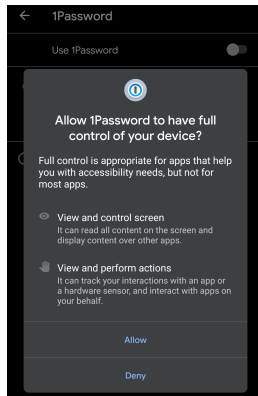 1Password
Use 1Password
Allow 1Password to have full
control of your device?
Full control is appropriate for apps that help
you with accessibility needs, but not for
most apps.
View and control screen
It can read all content on the screen and
display content over other apps.
View and perform actions
It can track your interactions with an app or
a hardware sensor, and interact with apps on
your behalf.
Allow
Deny